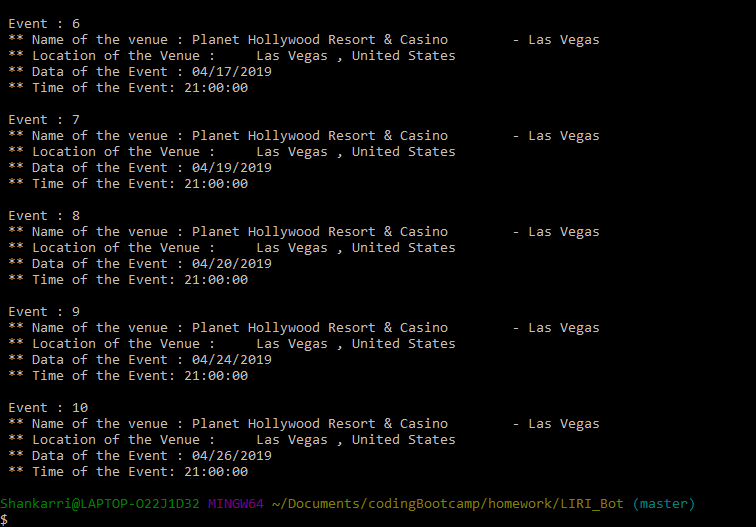 Event : 6
** Name of the venue : Planet Hollywood Resort & Casino        - Las Vegas
** Location of the Venue :     Las Vegas , United States
** Data of the Event : 04/17/2019
** Time of the Event: 21:00:00
Event : 7
** Name of the venue : Planet Hollywood Resort & Casino        - Las Vegas
** Location of the Venue :     Las Vegas , United States
** Data of the Event : 04/19/2019
** Time of the Event: 21:00:00
Event : 8
** Name of the venue : Planet Hollywood Resort & Casino        - Las Vegas
** Location of the Venue :     Las Vegas , United States
** Data of the Event : 04/20/2019
** Time of the Event: 21:00:00
Event : 9
** Name of the venue : Planet Hollywood Resort & Casino        - Las Vegas
** Location of the Venue :     Las Vegas , United States
** Data of the Event : 04/24/2019
** Time of the Event: 21:00:00
Event : 10
** Name of the venue : Planet Hollywood Resort & Casino        - Las Vegas
** Location of the Venue :     Las Vegas , United States
** Data of the Event : 04/26/2019
** Time of the Event: 21:00:00
Shankarri@LAPTOP-O22J1D32 MINGW64 ~/Documents/codingBootcamp/homework/LIRI_Bot (master)
$